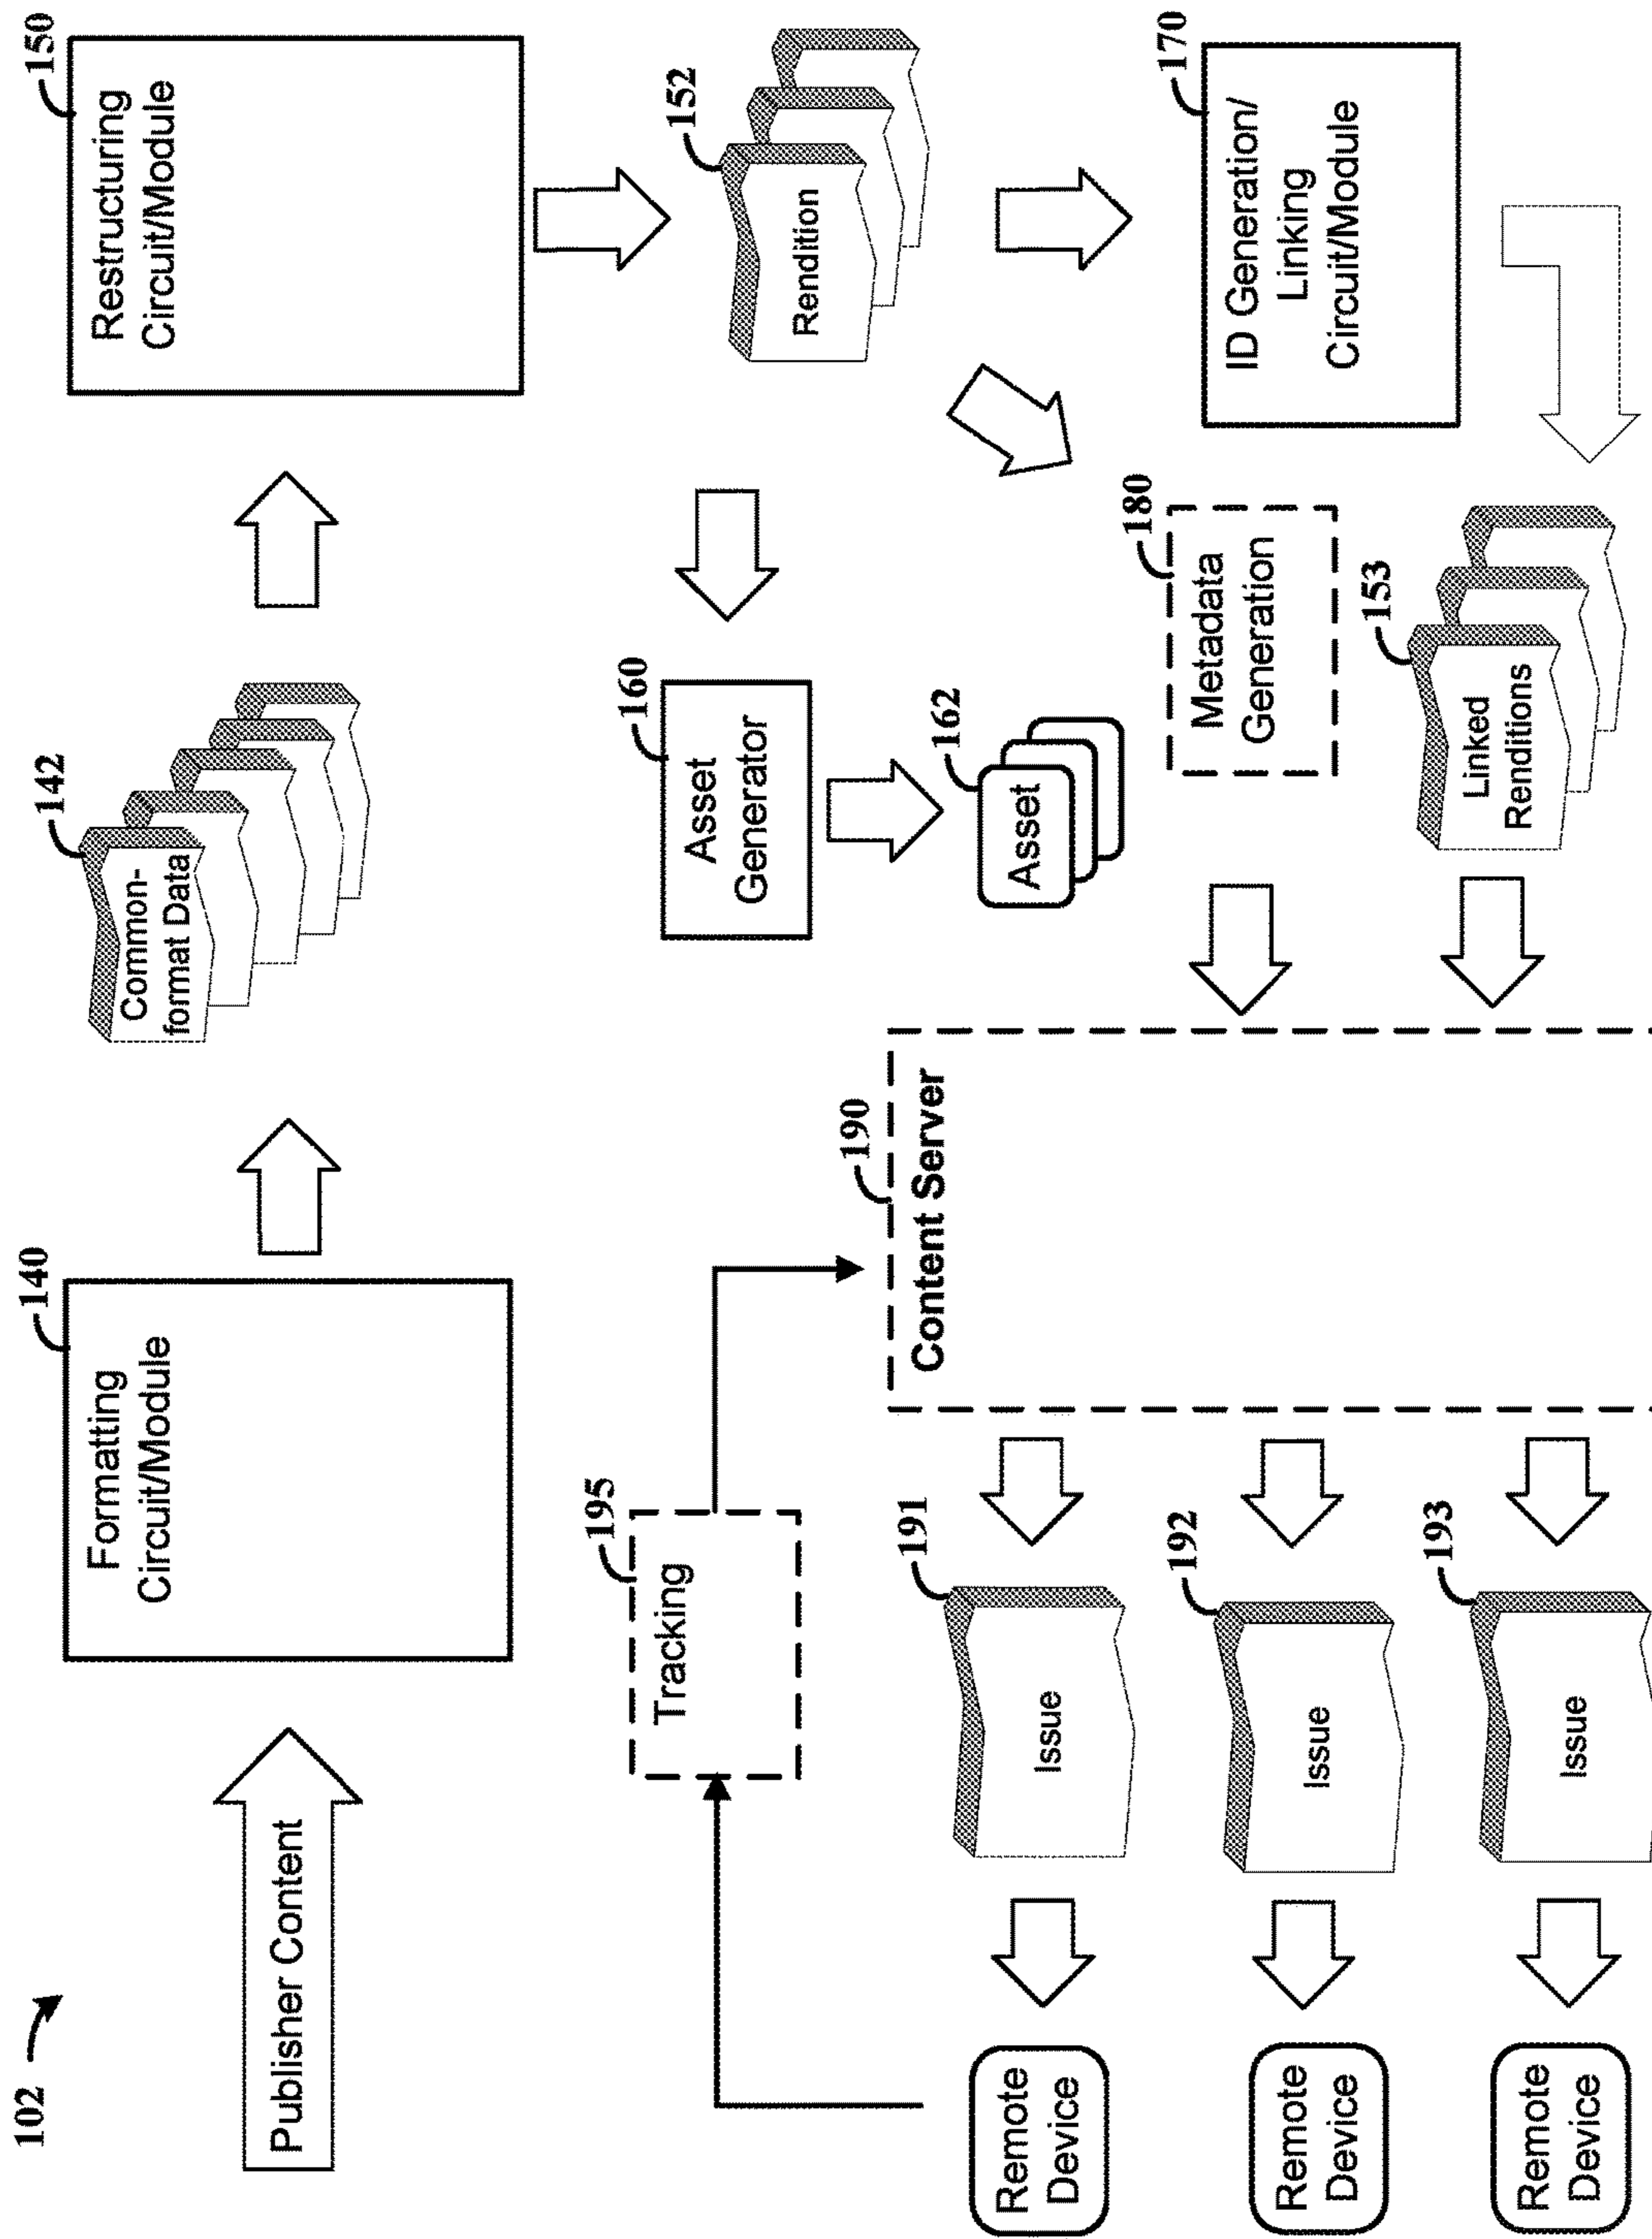 102
Publisher Content
140
Formatting
Circuit/Module
142
Common-
format Data
150
Restructuring
Circuit/Module
152
Rendition
160
Asset
Generator
162
Asset
170
ID Generation/
Linking
Circuit/Module
180
Metadata
Generation
153
Linked
Renditions
190
Content Server
195
Tracking
191
Issue
192
Issue
193
Issue
Remote
Device
Remote
Device
Remote
Device